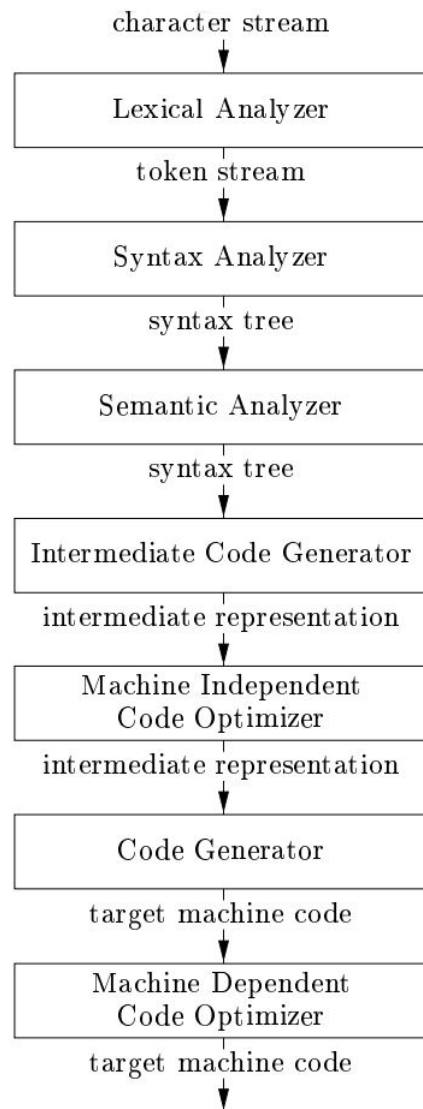 character stream
Lexical Analyzer
token stream
Syntax Analyzer
syntax tree
Semantic Analyzer
syntax tree
Intermediate Code Generator
intermediate representation
Machine Independent
Code Optimizer
intermediate representation
Code Generator
target machine code
Machine Dependent
Code Optimizer
target machine code